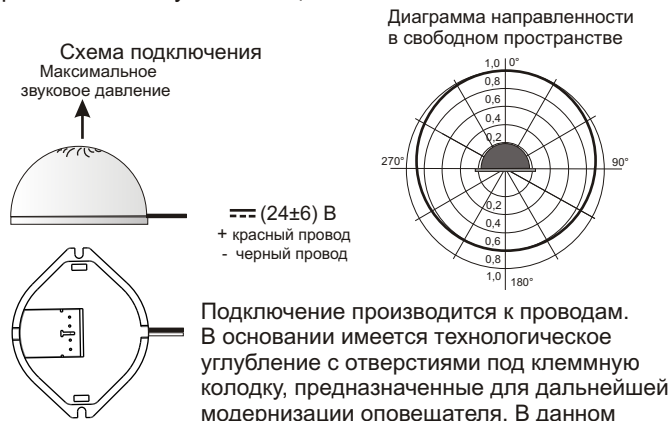 Диаграмма направленности
в свободном пространстве
Схема подключения
Максимальное
звуковое давление
1,0 0°
0,8
0,6
0,4
0,2
270° 90°
0,2
0,4
0,6
0,8
1,0 180°
(24±6) В
+ красный провод
- черный провод
Подключение производится к проводам.
В основании имеется технологическое
углубление с отверстиями под клеммную
колодку, предназначенные для дальнейшей
модернизации оповещателя. В данном